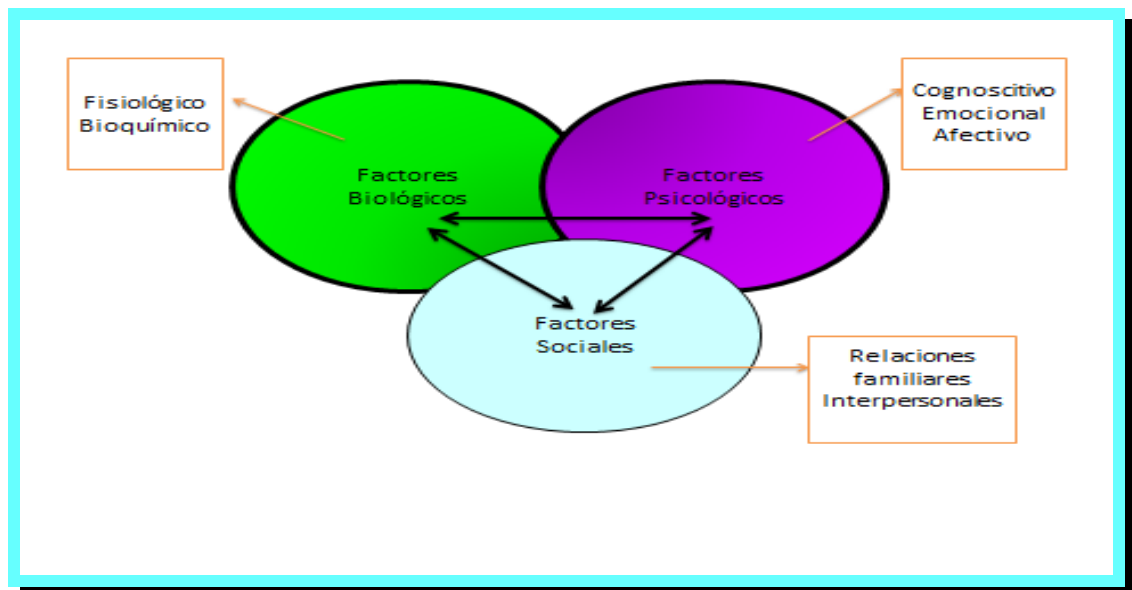 Fisiológico
Bioquímico
Cognoscitivo
Emocional
Afectivo
Factores
Biológicos
Factores
Psicológicos
Factores
Sociales
Relaciones
familiares
Interpersonales